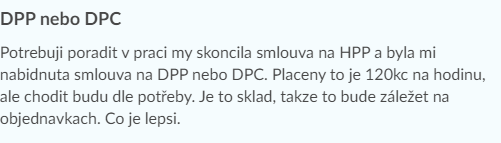 DPP nebo DPC
Potrebuji poradit v praci my skoncila smlouva na HPP a byla mi
nabidnuta smlouva na DPP nebo DPC. Placeny to je 120kc na hodinu,
ale chodit budu dle potřeby. Je to sklad, takze to bude záležet na
objednavkach. Co je lepsi.